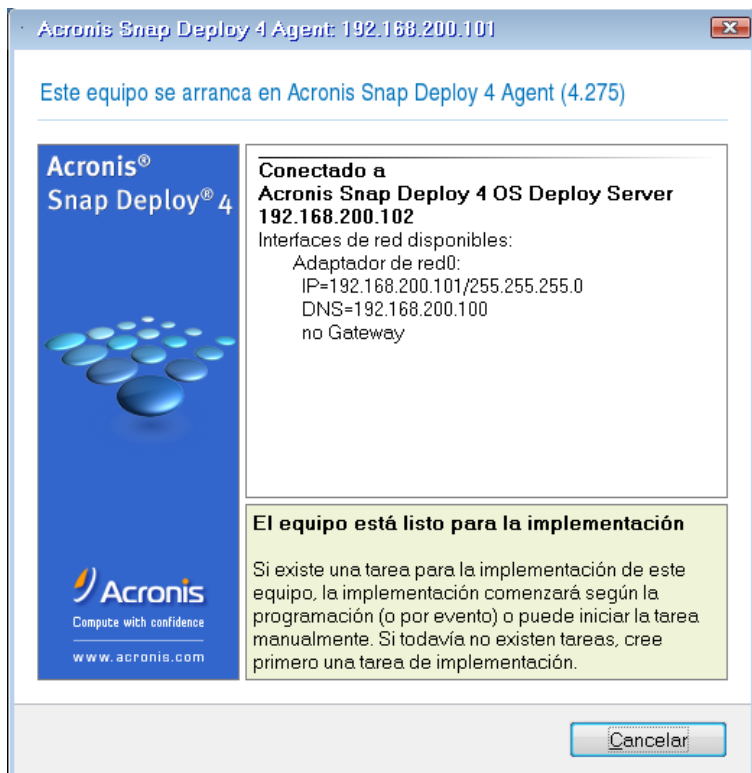 Acronis Snap Deploy 4 Agent: 192.168.200.101
Este equipo se arranca en Acronis Snap Deploy 4 Agent (4.275)
Acronis®
Snap Deploy® 4
Conectado a
Acronis Snap Deploy 4 OS Deploy Server
192.168.200.102
Interfaces de red disponibles:
Adaptador de red0:
IP=192.168.200.101/255.255.255.0
DNS=192.168.200.100
no Gateway
El equipo está listo para la implementación
Si existe una tarea para la implementación de este
equipo, la implementación comenzará según la
programación (o por evento) o puede iniciar la tarea
manualmente. Si todavía no existen tareas, cree
primero una tarea de implementación.
Acronis
Compute with confidence
www.acronis.com
Cancelar